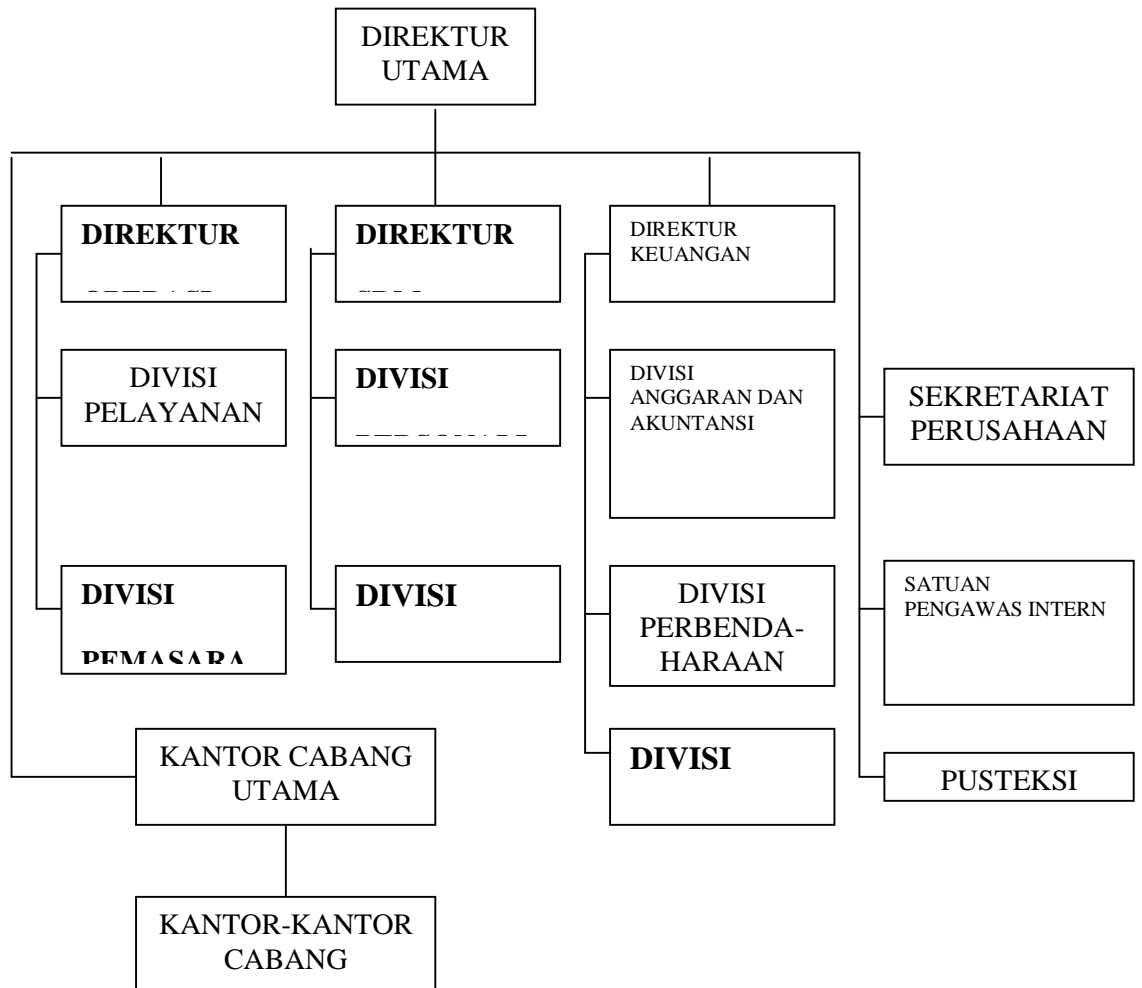 DIREKTUR
UTAMA
DIREKTUR
DIREKTUR
DIREKTUR
KEUANGAN
DIVISI
PELAYANAN
DIVISI
DIVISI
ANGGARAN DAN
AKUNTANSI
SEKRETARIAT
PERUSAHAAN
DIVISI
PEMASARA
DIVISI
DIVISI
PERBENDA-
HARAAN
SATUAN
PENGAWAS INTERN
KANTOR CABANG
UTAMA
DIVISI
PUSTEKSI
KANTOR-KANTOR
CABANG